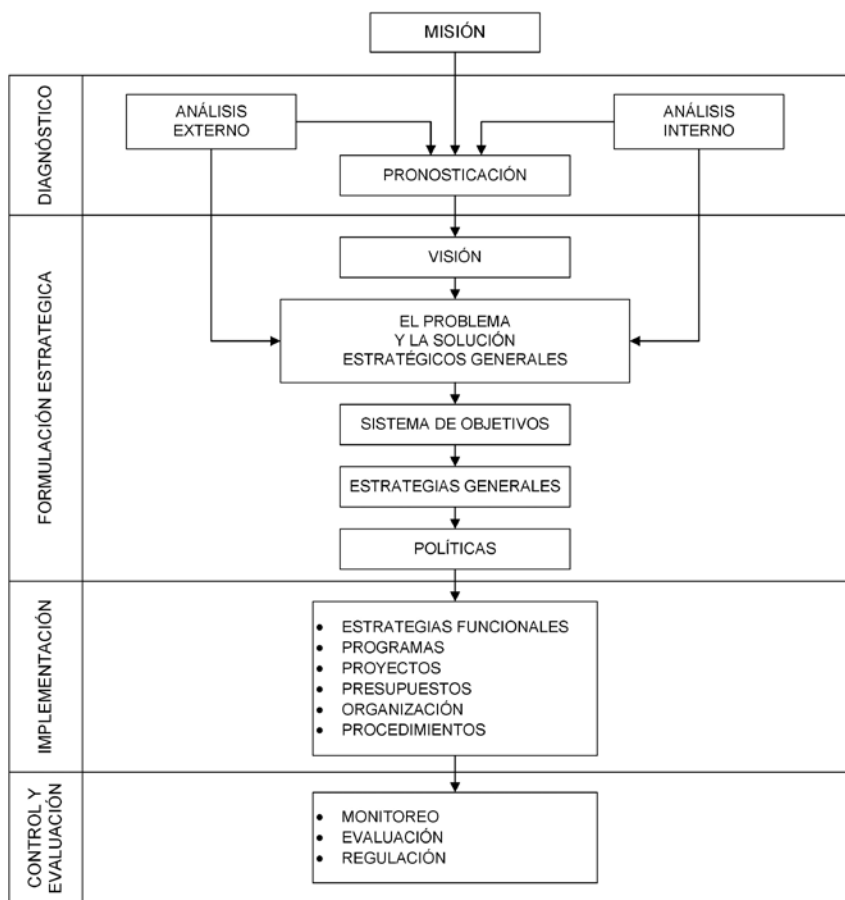 MISIÓN
DIAGNÓSTICO
ANÁLISIS
EXTERNO
ANÁLISIS
INTERNO
PRONOSTICACIÓN
FORMULACIÓN ESTRATEGICA
VISIÓN
EL PROBLEMA
Y LA SOLUCIÓN
ESTRATÉGICOS GENERALES
SISTEMA DE OBJETIVOS
ESTRATEGIAS GENERALES
POLÍTICAS
IMPLEMENTACIÓN
• ESTRATEGIAS FUNCIONALES
• PROGRAMAS
• PROYECTOS
• PRESUPUESTOS
• ORGANIZACIÓN
• PROCEDIMIENTOS
CONTROL Y
EVALUACIÓN
• MONITOREO
• EVALUACIÓN
• REGULACIÓN